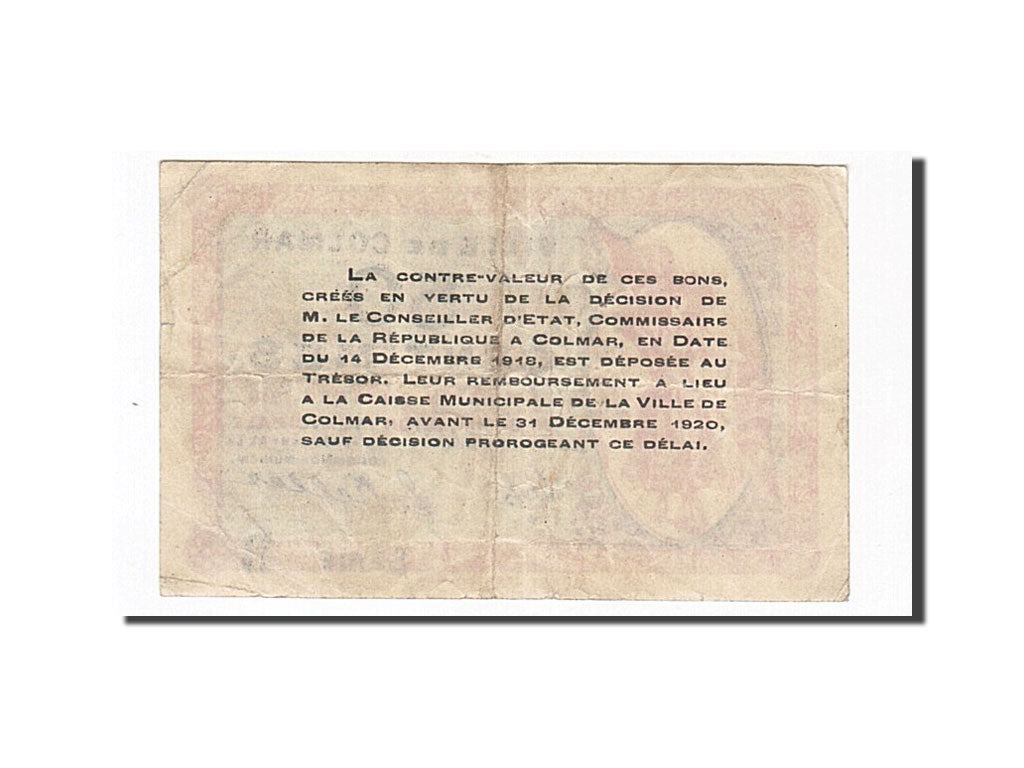 La contre-valeur de ces bons,
créés en vertu de la décision de
M. le Conseiller d'Etat, Commissaire
de la République a Colmar, en Date
du 14 Décembre 1918, est déposée au
Trésor. Leur remboursement a lieu
a la Caisse Municipale de la Ville de
Colmar, avant le 31 Décembre 1920,
sauf décision prorogeant ce délai.